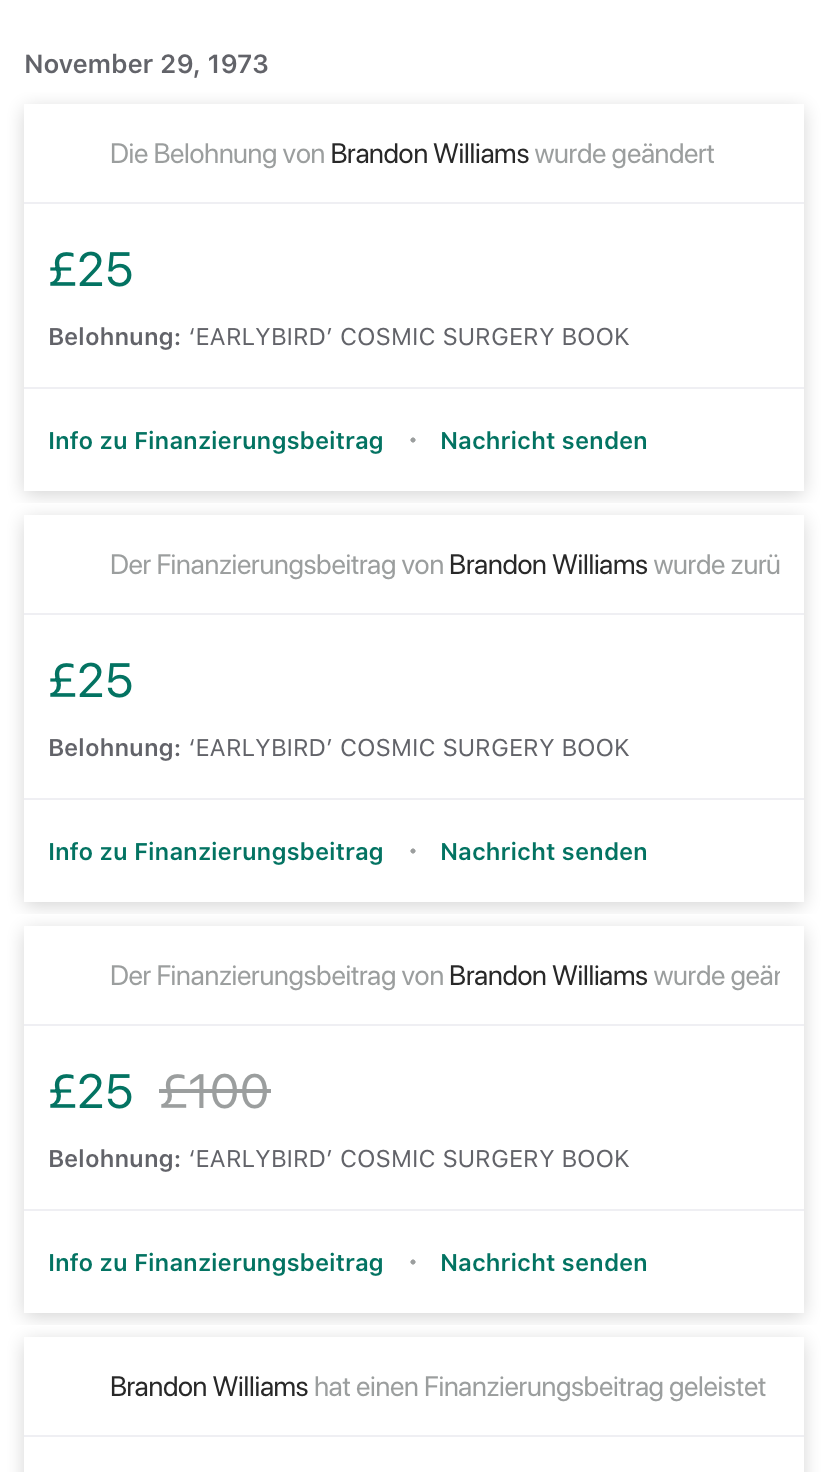 November 29, 1973
Die Belohnung von Brandon Williams wurde geändert
£25
Belohnung: ‘EARLYBIRD’ COSMIC SURGERY BOOK
Info zu Finanzierungsbeitrag • Nachricht senden
Der Finanzierungsbeitrag von Brandon Williams wurde zurü
£25
Belohnung: ‘EARLYBIRD’ COSMIC SURGERY BOOK
Info zu Finanzierungsbeitrag • Nachricht senden
Der Finanzierungsbeitrag von Brandon Williams wurde geär
£25 £100
Belohnung: ‘EARLYBIRD’ COSMIC SURGERY BOOK
Info zu Finanzierungsbeitrag • Nachricht senden
Brandon Williams hat einen Finanzierungsbeitrag geleistet